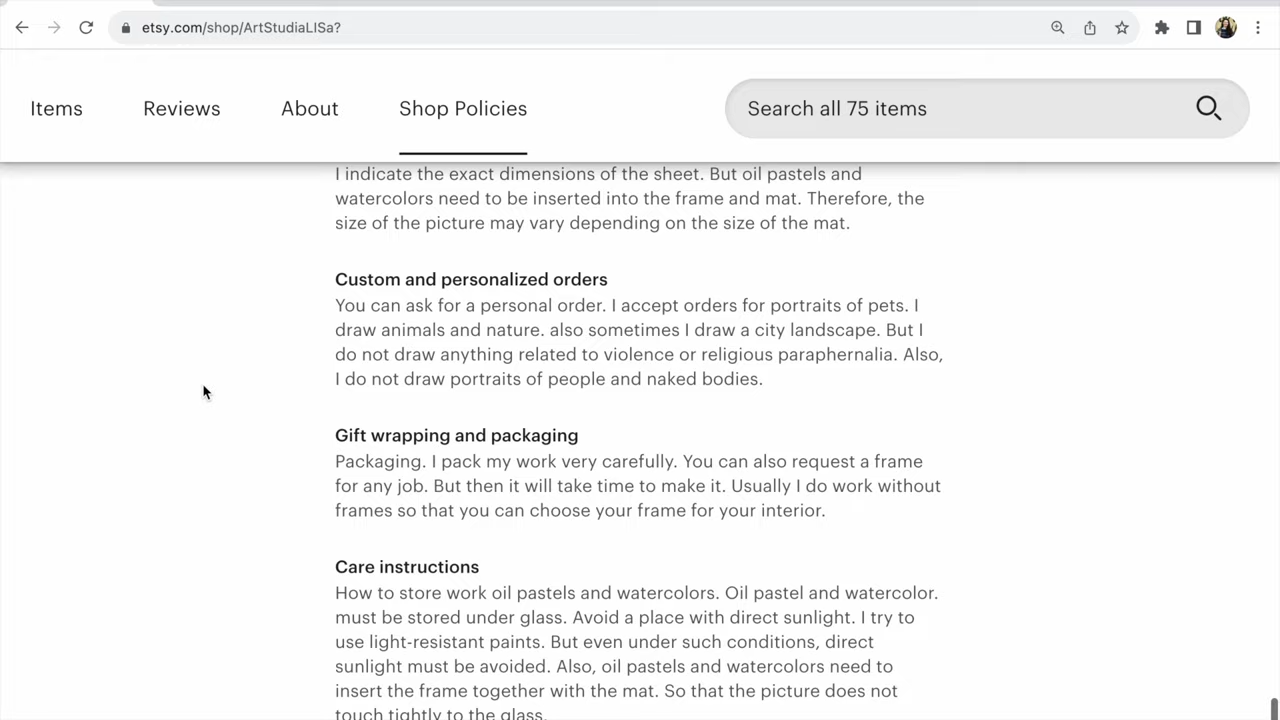 etsy.com/shop/ArtStudiaLISa?
Items Reviews About Shop Policies Search all 75 items
I indicate the exact dimensions of the sheet. But oil pastels and
watercolors need to be inserted into the frame and mat. Therefore, the
size of the picture may vary depending on the size of the mat.
Custom and personalized orders
You can ask for a personal order. I accept orders for portraits of pets. I
draw animals and nature. also sometimes I draw a city landscape. But I
do not draw anything related to violence or religious paraphernalia. Also,
I do not draw portraits of people and naked bodies.
Gift wrapping and packaging
Packaging. I pack my work very carefully. You can also request a frame
for any job. But then it will take time to make it. Usually I do work without
frames so that you can choose your frame for your interior.
Care instructions
How to store work oil pastels and watercolors. Oil pastel and watercolor.
must be stored under glass. Avoid a place with direct sunlight. I try to
use light-resistant paints. But even under such conditions, direct
sunlight must be avoided. Also, oil pastels and watercolors need to
insert the frame together with the mat. So that the picture does not
touch tightly to the glass.